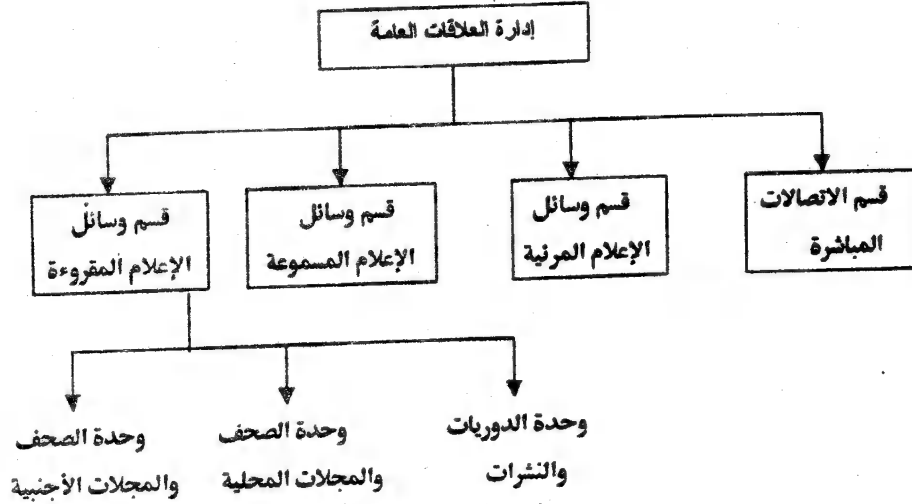 إدارة العلاقات العامة
قسم الاتصالات
المباشرة
قسم وسائل
الإعلام المرئية
قسم وسائل
الإعلام المسموعة
قسم وسائل
الإعلام المقروءة
وحدة الدوريات
والنشرات
وحدة الصحف
والمجلات المحلية
وحدة الصحف
والمجلات الأجنبية